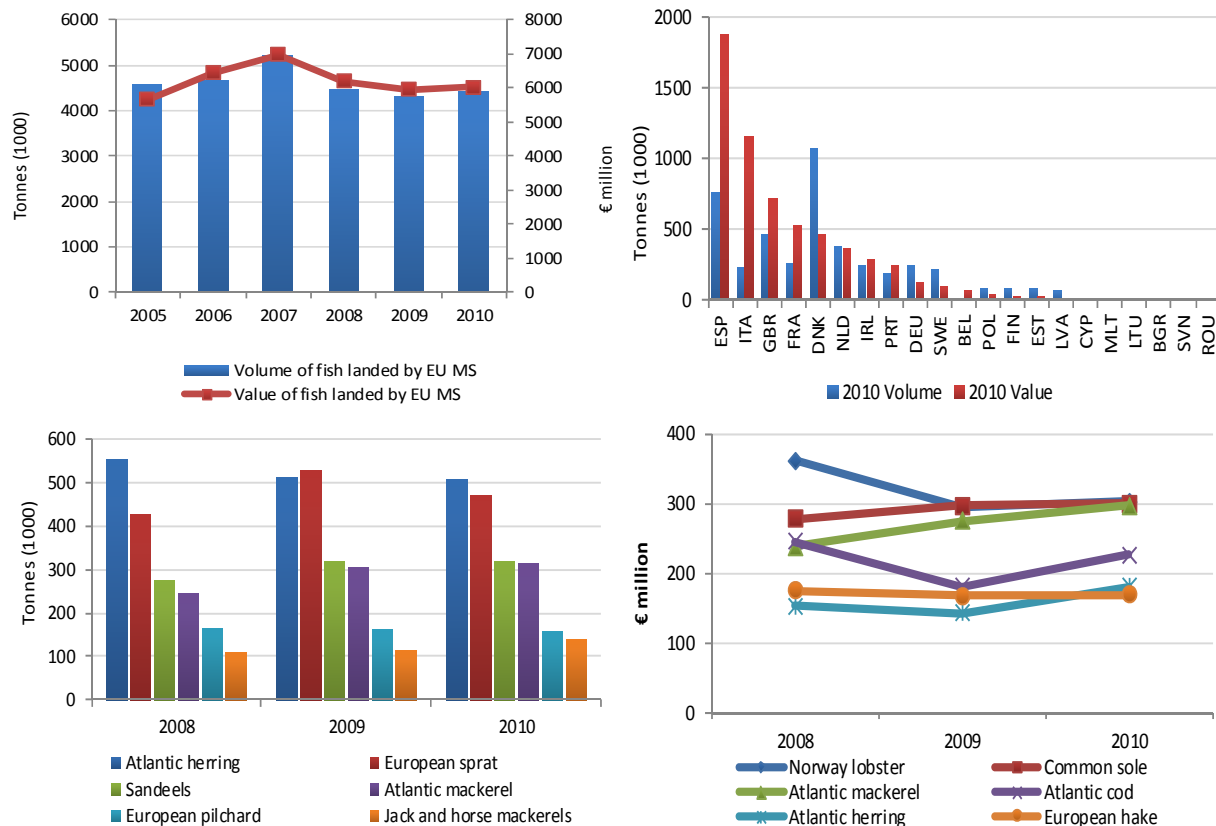 6000
5000
4000
3000
2000
1000
0
Tonnes (1000)
8000
7000
6000
5000
4000
3000
2000
1000
0
€ million
2005 2006 2007 2008 2009 2010
Volume of fish landed by EU MS
Value of fish landed by EU MS
2000
1500
1000
500
0
Tonnes (1000)
ESP ITA GBR FRA DNK NLD IRL PRT DEU SWE BEL POL FIN EST LVA CYP MLT LTU BGR SVN ROU
2010 Volume 2010 Value
600
500
400
300
200
100
0
Tonnes (1000)
2008 2009 2010
Atlantic herring European sprat
Sandeels Atlantic mackerel
European pilchard Jack and horse mackerels
400
300
200
100
0
€ million
2008 2009 2010
Norway lobster Common sole
Atlantic mackerel Atlantic cod
Atlantic herring European hake